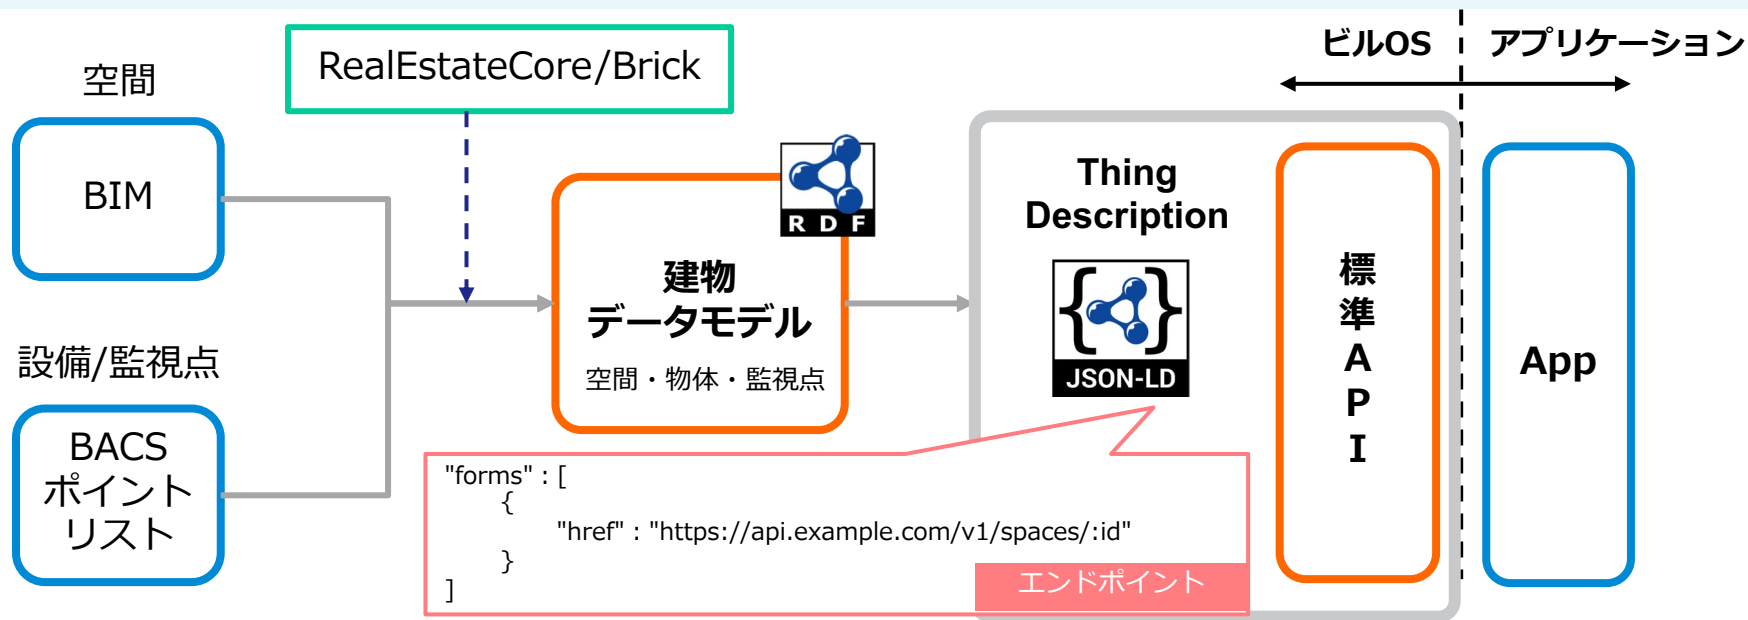 空間
BIM
設備/監視点
BACS
ポイント
リスト
RealEstateCore/Brick
RDF
建物
データモデル
空間・物体・監視点
ビルOS
アプリケーション
Thing
Description
JSON-LD
標
準
A
P
I
App
"forms" : [
{
"href" : "https://api.example.com/v1/spaces/:id"
}
]
エンドポイント